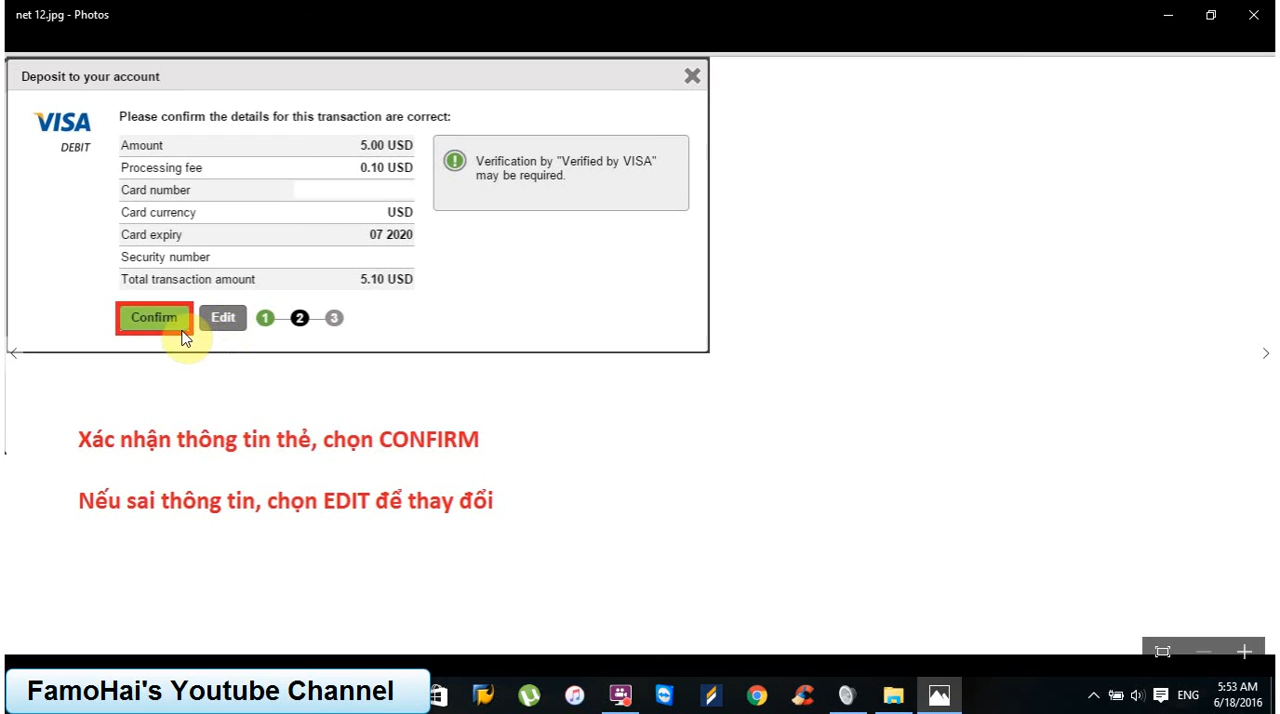 net 12.jpg - Photos
Deposit to your account
VISA
DEBIT
Please confirm the details for this transaction are correct:
Amount 5.00 USD
Processing fee 0.10 USD
Card number
Card currency USD
Card expiry 07 2020
Security number
Total transaction amount 5.10 USD
Verification by "Verified by VISA"
may be required.
Confirm Edit 1 2 3
Xác nhận thông tin thẻ, chọn CONFIRM
Nếu sai thông tin, chọn EDIT để thay đổi
FamoHai's Youtube Channel
ENG
5:53 AM
6/18/2016